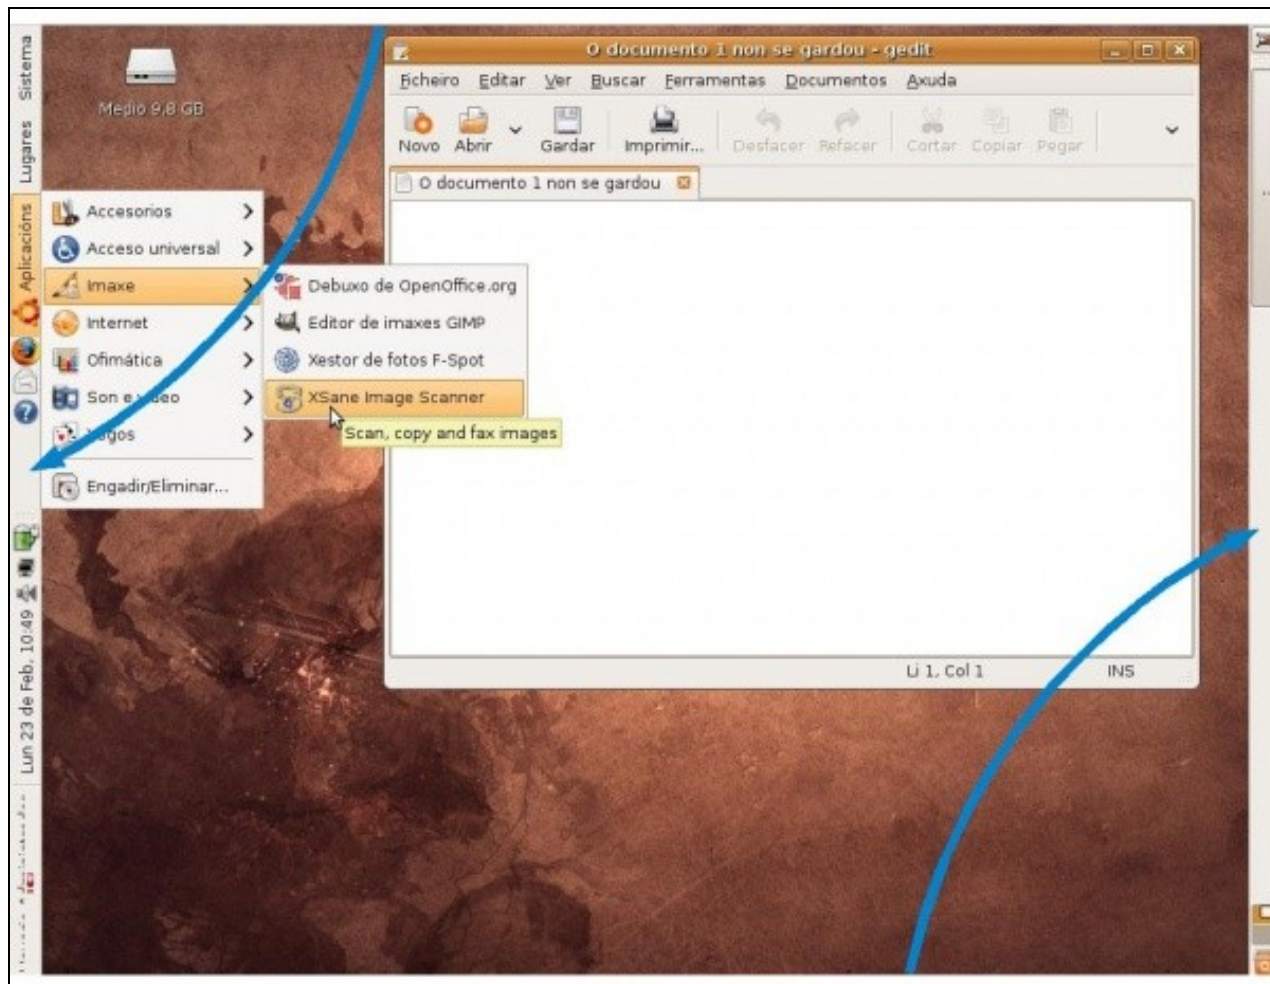 Sistema
Lugares
Aplicacións
Lun 23 de Feb, 10:49
Medio 9,8 GB
O documento 1 non se gardou - gedit
Ficheiro Editar Ver Buscar Ferramentas Documentos Axuda
Novo Abrir Gardar Imprimir... Desfacer Refacer Cortar Copiar Pegar
O documento 1 non se gardou
Accesorios
Acceso universal
Imaxe
Internet
Ofimática
Son e vídeo
Xogos
Engadir/Eliminar...
Debuxo de OpenOffice.org
Editor de imaxes GIMP
Xestor de fotos F-Spot
XSane Image Scanner
Scan, copy and fax images
Li 1, Col 1 INS